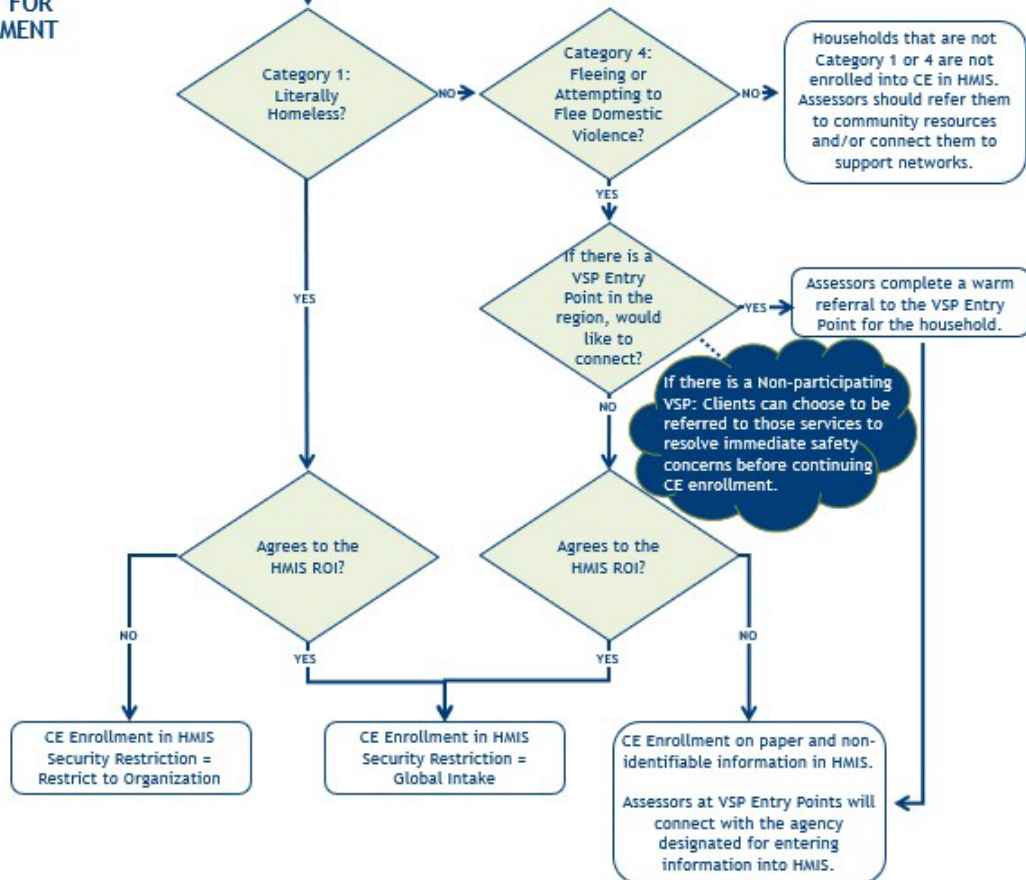 FOR
MENT
Category 1:
Literally
Homeless?
NO
Category 4:
Fleeing or
Attempting to
Flee Domestic
Violence?
NO
Households that are not
Category 1 or 4 are not
enrolled into CE in HMIS.
Assessors should refer them
to community resources
and/or connect them to
support networks.
YES
YES
If there is a
VSP Entry
Point in the
region, would
like to
connect?
YES
Assessors complete a warm
referral to the VSP Entry
Point for the household.
If there is a Non-participating
VSP: Clients can choose to be
referred to those services to
resolve immediate safety
concerns before continuing
CE enrollment.
NO
Agrees to the
HMIS ROI?
Agrees to the
HMIS ROI?
NO
YES
YES
NO
CE Enrollment in HMIS
Security Restriction =
Restrict to Organization
CE Enrollment in HMIS
Security Restriction =
Global Intake
CE Enrollment on paper and non-
identifiable information in HMIS.
Assessors at VSP Entry Points will
connect with the agency
designated for entering
information into HMIS.